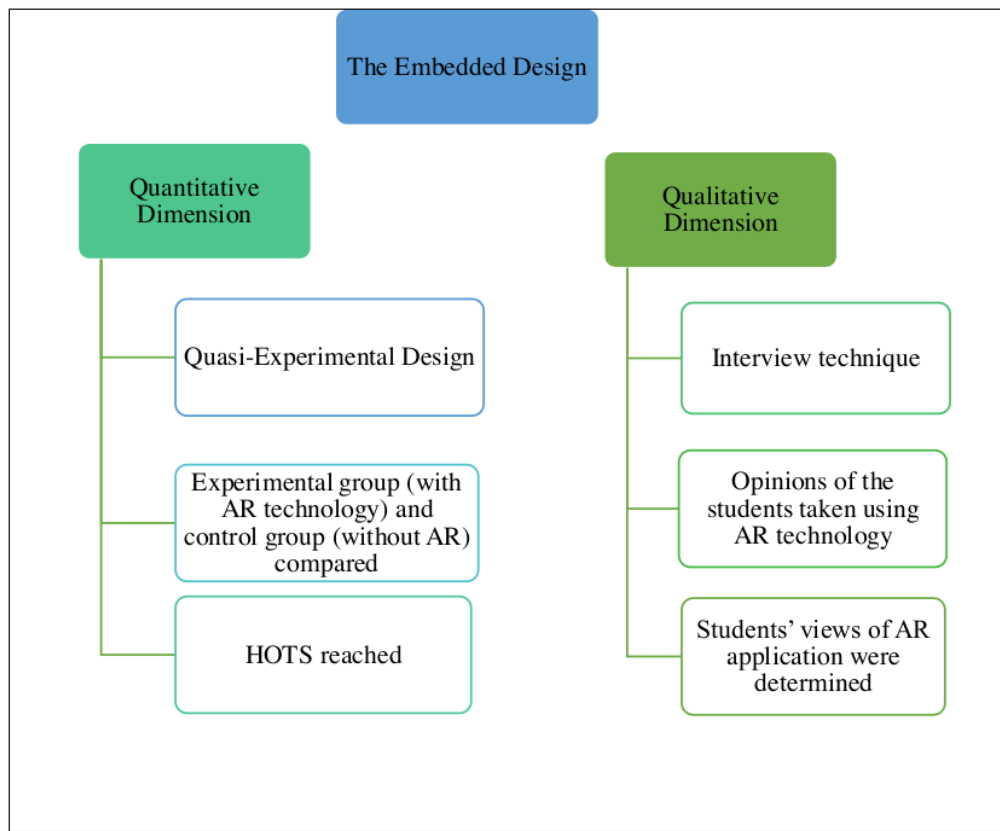 The Embedded Design
Quantitative
Dimension
Quasi-Experimental Design
Experimental group (with
AR technology) and
control group (without AR)
compared
HOTS reached
Qualitative
Dimension
Interview technique
Opinions of the
students taken using
AR technology
Students’ views of AR
application were
determined